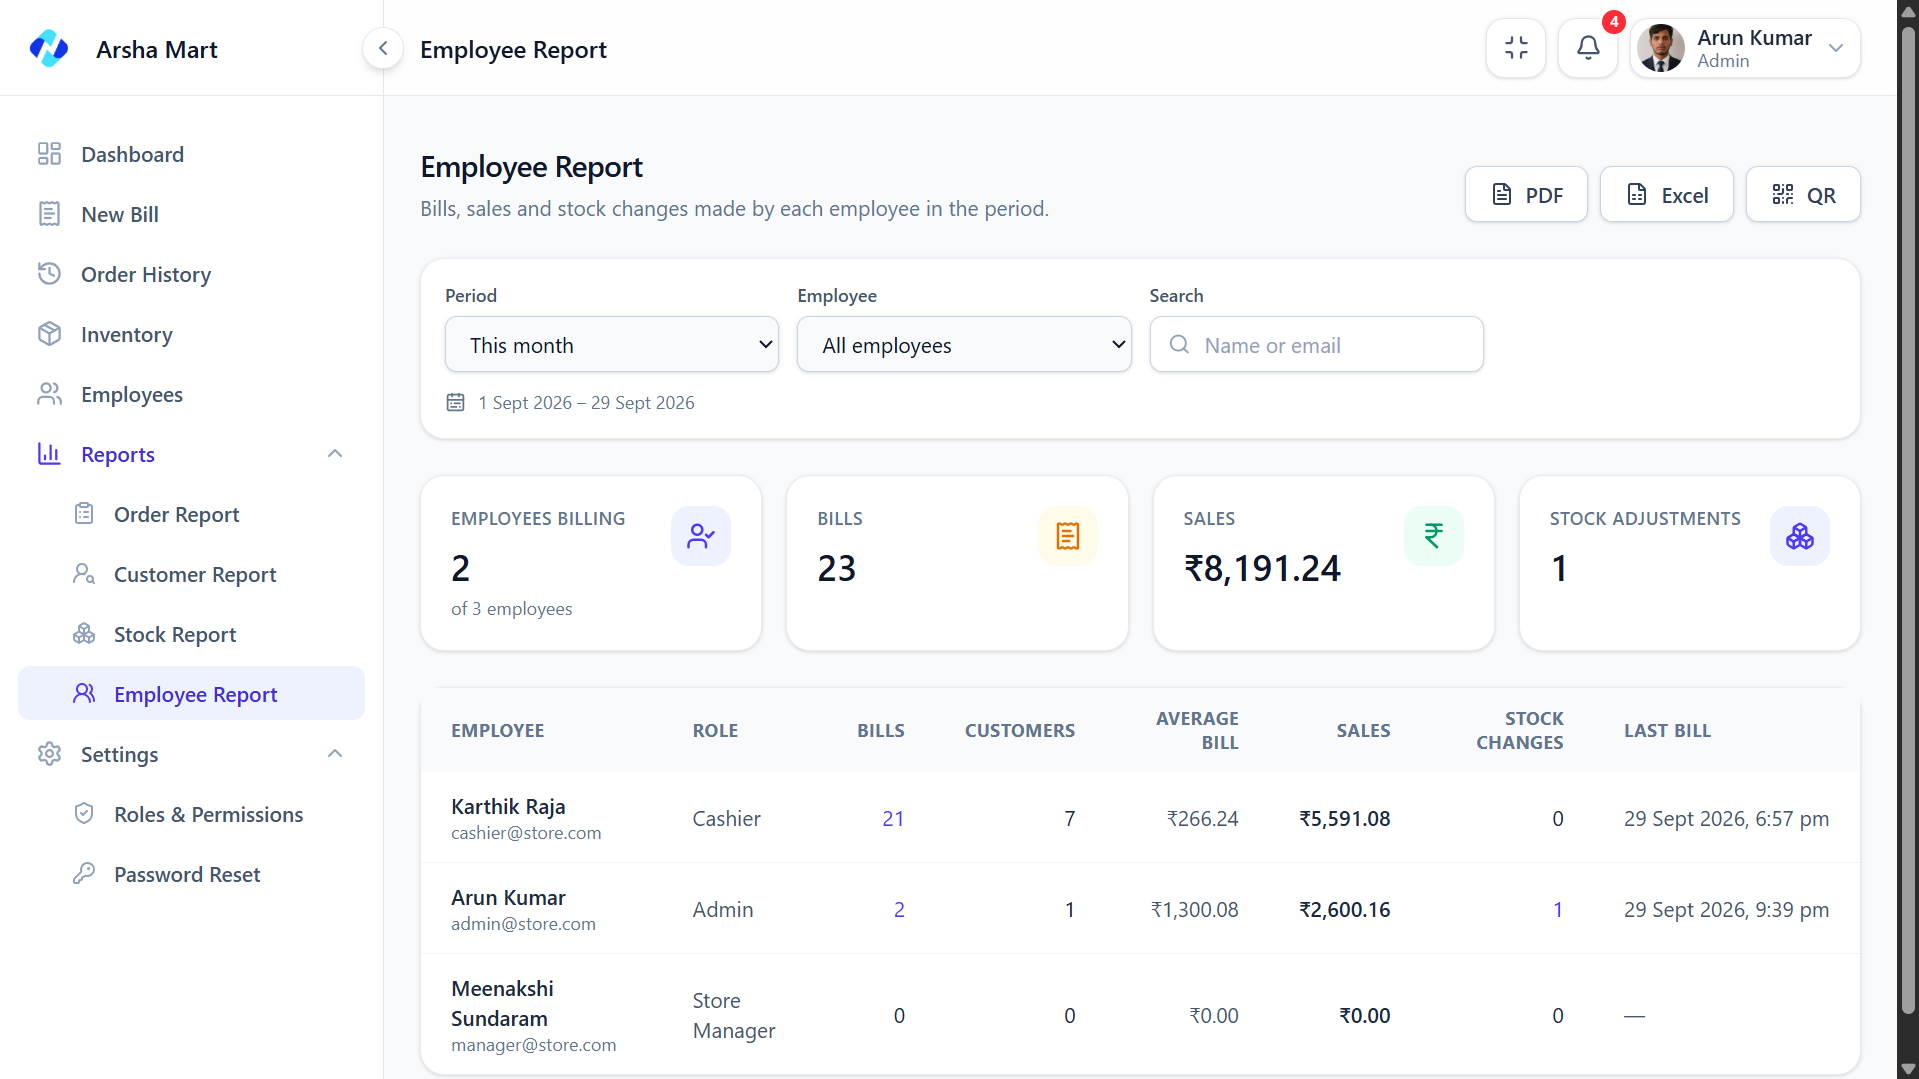 Arsha Mart
Employee Report
4
Arun Kumar
Admin
Dashboard
New Bill
Order History
Inventory
Employees
Reports
Order Report
Customer Report
Stock Report
Employee Report
Settings
Roles & Permissions
Password Reset
Employee Report
Bills, sales and stock changes made by each employee in the period.
PDF
Excel
QR
Period
Employee
Search
This month
All employees
Name or email
1 Sept 2026 – 29 Sept 2026
EMPLOYEES BILLING
2
of 3 employees
BILLS
23
SALES
₹8,191.24
STOCK ADJUSTMENTS
1
EMPLOYEE ROLE BILLS CUSTOMERS AVERAGE BILL SALES STOCK CHANGES LAST BILL
Karthik Raja
cashier@store.com
Cashier 21 7 ₹266.24 ₹5,591.08 0 29 Sept 2026, 6:57 pm
Arun Kumar
admin@store.com
Admin 2 1 ₹1,300.08 ₹2,600.16 1 29 Sept 2026, 9:39 pm
Meenakshi
Sundaram
manager@store.com
Store
Manager
0 0 ₹0.00 ₹0.00 0 —